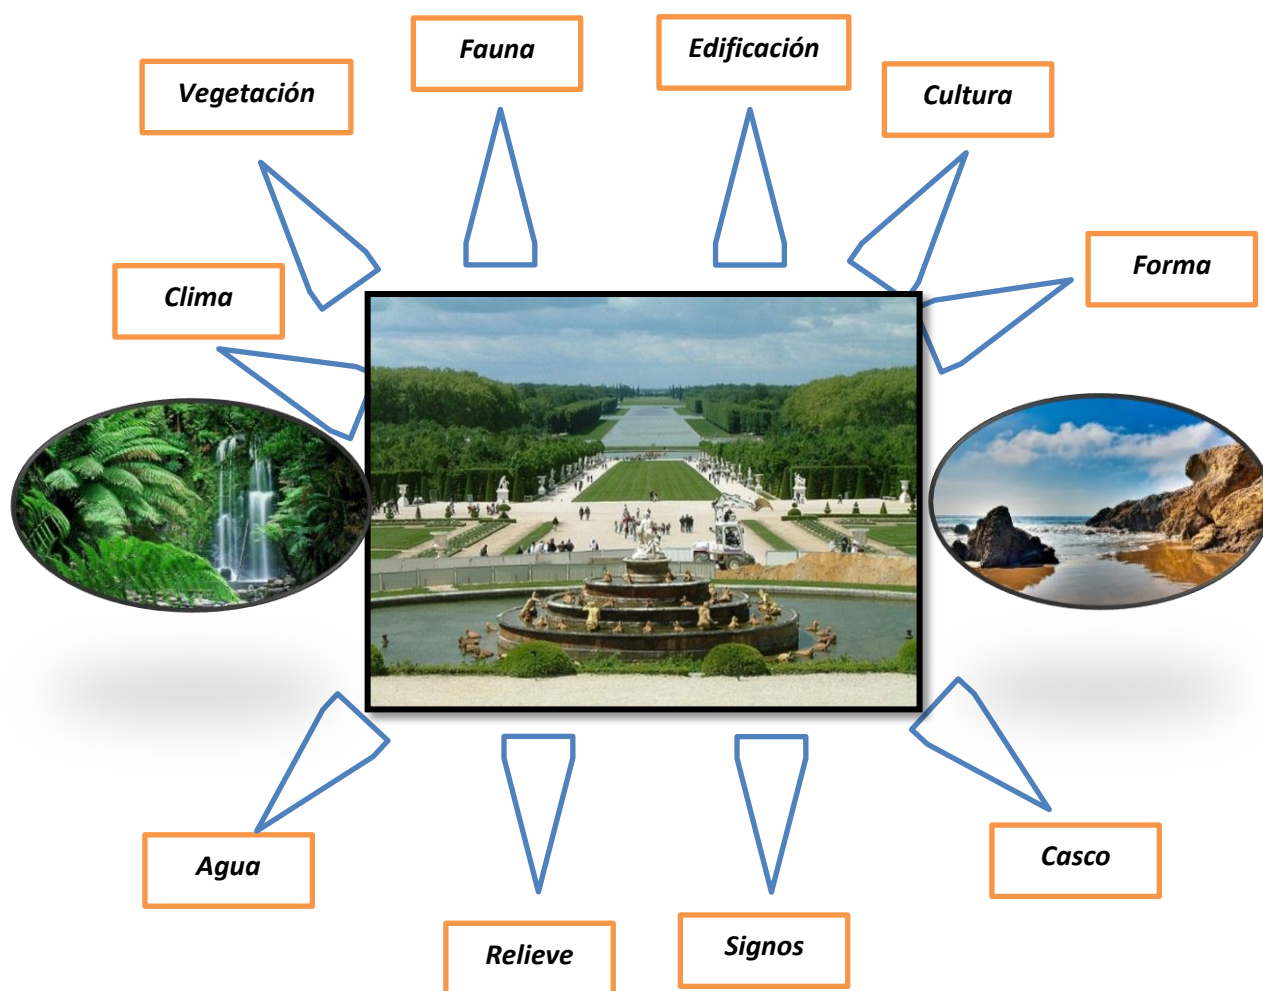 Fauna
Edificación
Vegetación
Cultura
Forma
Clima
Agua
Casco
Relieve
Signos